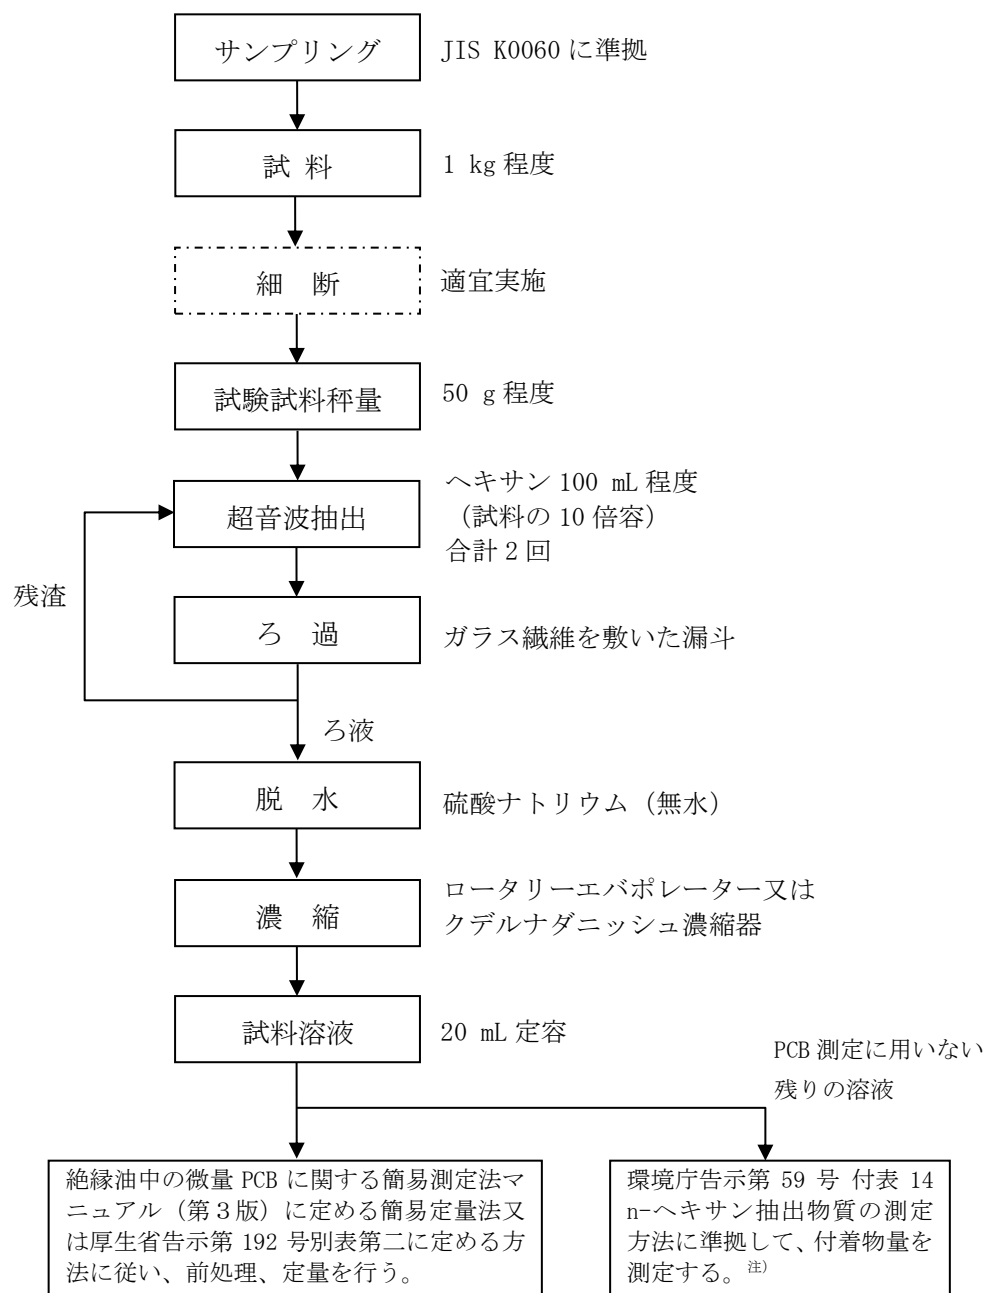 サンプリング
JIS K0060 に準拠
試 料
1 kg 程度
細 断
適宜実施
試験試料秤量
50 g 程度
超音波抽出
ヘキサン 100 mL 程度
（試料の 10 倍容）
合計 2 回
残渣
ろ 過
ガラス繊維を敷いた漏斗
ろ液
脱 水
硫酸ナトリウム（無水）
濃 縮
ロータリーエバポレーター又は
クデルナダニッシュ濃縮器
試料溶液
20 mL 定容
PCB 測定に用いない
残りの溶液
絶縁油中の微量 PCB に関する簡易測定法マ
ニュアル（第３版）に定める簡易定量法又
は厚生省告示第 192 号別表第二に定める方
法に従い、前処理、定量を行う。
環境庁告示第 59 号 付表 14
n-ヘキサン抽出物質の測定
方法に準拠して、付着物量を
測定する。注)